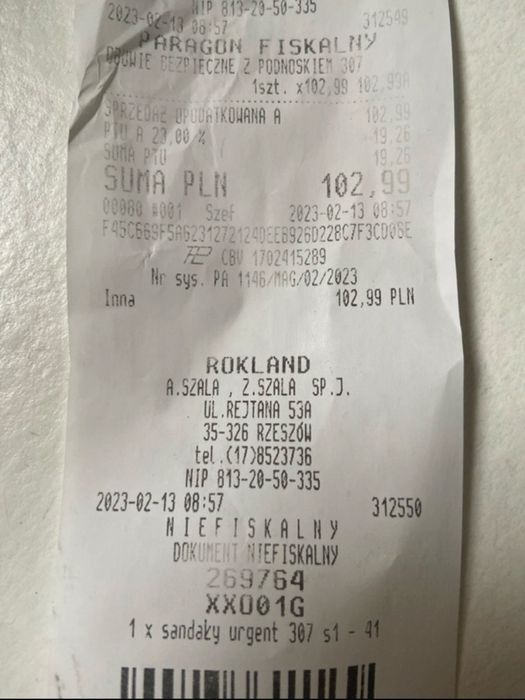 NIP 813-20-50-335
2023-02-13 08:57 312549
PARAGON FISKALNY
OBUWIE BEZPIECZNE Z PODNOSKIEM 307
1szt. x102,99 102,99A
SPRZEDAŻ OPODATKOWANA A 102,99
PTU A 23,00 % 19,26
SUMA PTU 19,26
SUMA PLN 102,99
00080 #001 Szef 2023-02-13 08:57
CBV 1702415289
Nr sys. PA 1146/MAG/02/2023
Inna 102,99 PLN
ROKLAND
A.SZALA , Z.SZALA SP.J.
UL.REJTANA 53A
35-326 RZESZÓW
tel.(17)8523736
NIP 813-20-50-335
2023-02-13 08:57 312550
N I E F I S K A L N Y
DOKUMENT NIEFISKALNY
269764
XX001G
1 x sandały urgent 307 s1 - 41